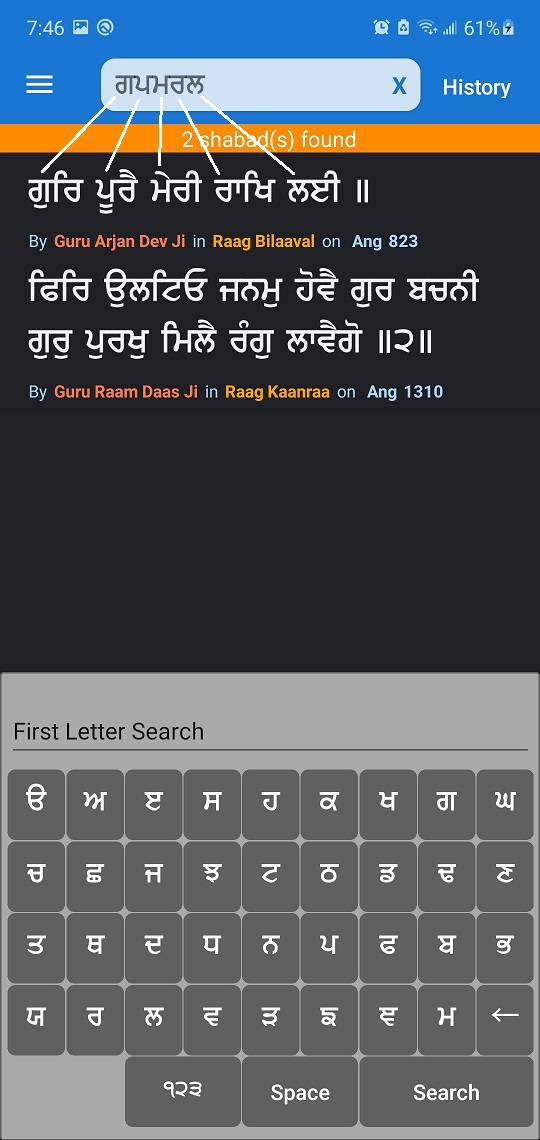 7:46 61%
ਗਪਮਰਲ X History
2 shabad(s) found
ਗੁਰਿ ਪੂਰੈ ਮੇਰੀ ਰਾਖਿ ਲਈ ॥
By Guru Arjan Dev Ji in Raag Bilaaval on Ang 823
ਫਿਰਿ ਉਲਟਿਓ ਜਨਮੁ ਹੋਵੈ ਗੁਰ ਬਚਨੀ
ਗੁਰੁ ਪੁਰਖੁ ਮਿਲੈ ਰੰਗੁ ਲਾਵੈਗੋ ॥੨॥
By Guru Raam Daas Ji in Raag Kaanraa on Ang 1310
First Letter Search
ੳ ਅ ੲ ਸ ਹ ਕ ਖ ਗ ਘ
ਚ ਛ ਜ ਝ ਟ ਠ ਡ ਢ ਣ
ਤ ਥ ਦ ਧ ਨ ਪ ਫ ਬ ਭ
ਯ ਰ ਲ ਵ ੜ ਙ ਞ ਮ ←
੧੨੩ Space Search